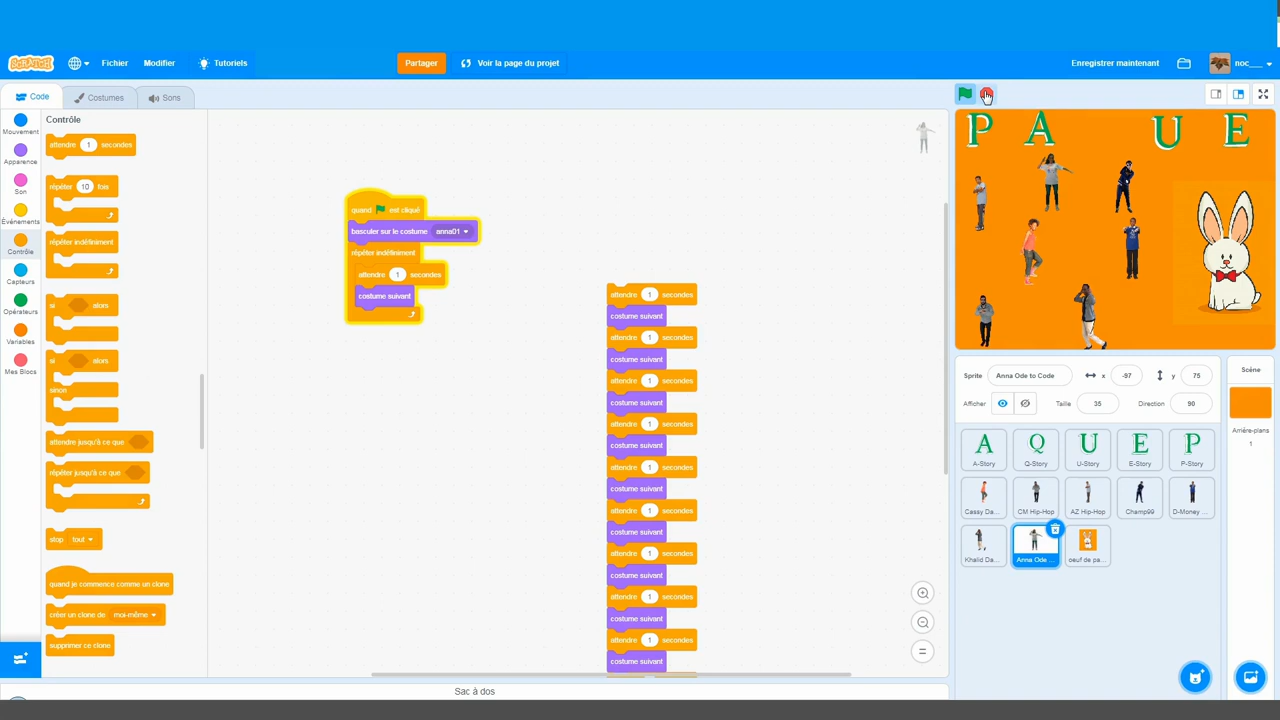 SCRATCH
Fichier
Modifier
Tutoriels
Partager
Voir la page du projet
Enregistrer maintenant
noc___
Code
Costumes
Sons
Mouvement
Apparence
Son
Événements
Contrôle
Capteurs
Opérateurs
Variables
Mes Blocs
Contrôle
attendre 1 secondes
répéter 10 fois
répéter indéfiniment
si alors
si alors
sinon
attendre jusqu'à ce que
répéter jusqu'à ce que
stop tout
quand je commence comme un clone
créer un clone de moi-même
supprimer ce clone
quand est cliqué
basculer sur le costume anna01
répéter indéfiniment
attendre 1 secondes
costume suivant
attendre 1 secondes
costume suivant
attendre 1 secondes
costume suivant
attendre 1 secondes
costume suivant
attendre 1 secondes
costume suivant
attendre 1 secondes
costume suivant
attendre 1 secondes
costume suivant
attendre 1 secondes
costume suivant
attendre 1 secondes
costume suivant
attendre 1 secondes
costume suivant
Sac à dos
P A U E
Sprite Anna Ode to Code x -97 y 75
Afficher Taille 35 Direction 90
A Q U E P
A-Story Q-Story U-Story E-Story P-Story
Cassy Da... CM Hip-Hop AZ Hip-Hop Champ99 D-Money ...
Khalid Da... Anna Ode ... oeuf de pa...
Scène
Arrière-plans
1